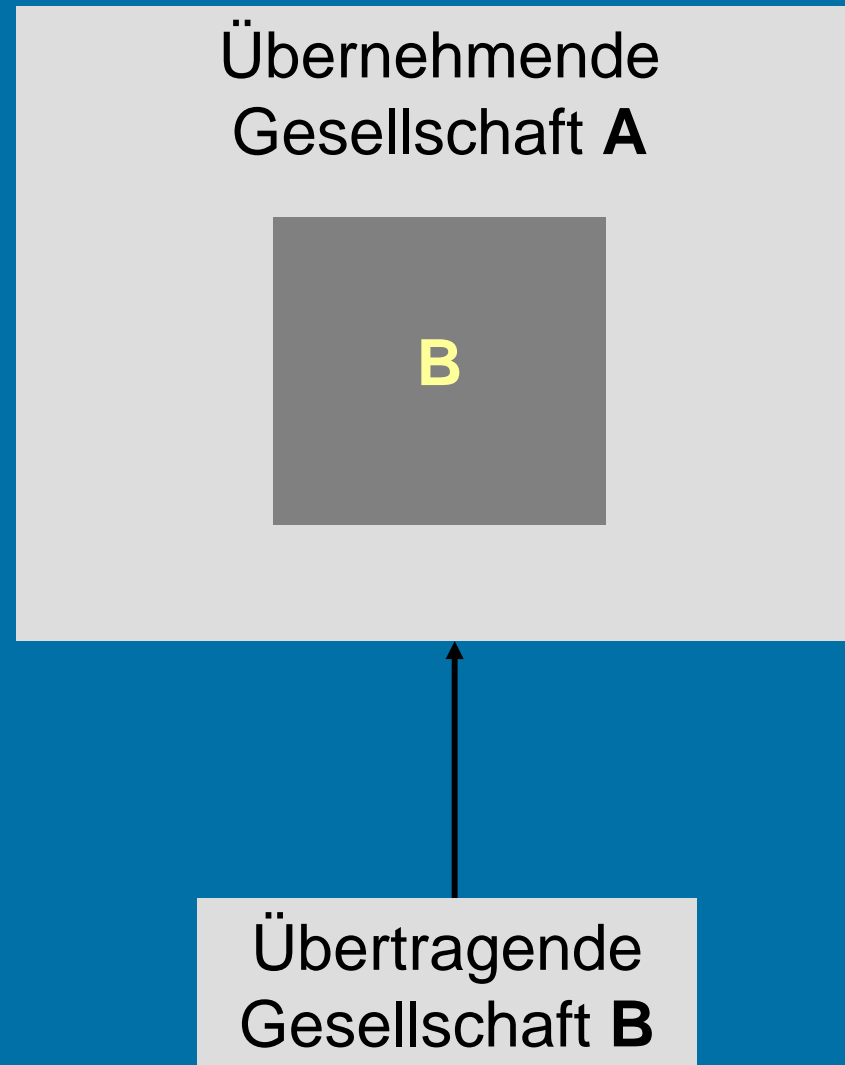 Übernehmende
Gesellschaft A
B
Übertragende
Gesellschaft B